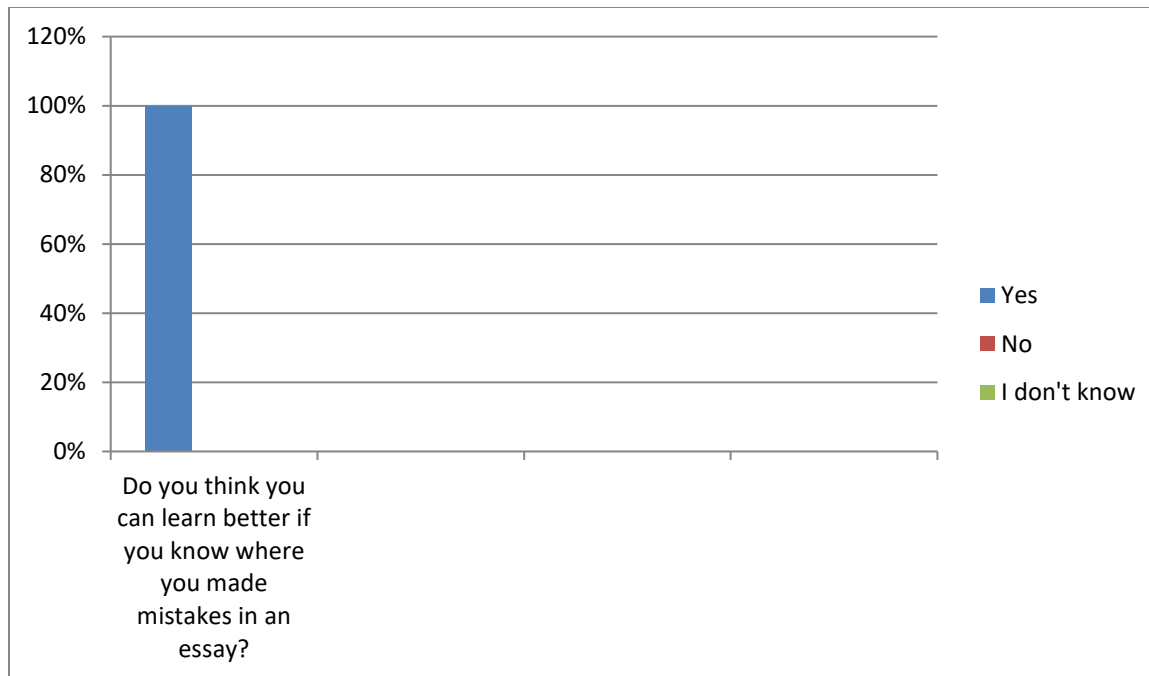 120%
100%
80%
60%
40%
20%
0%
Yes
No
I don't know
Do you think you
can learn better if
you know where
you made
mistakes in an
essay?